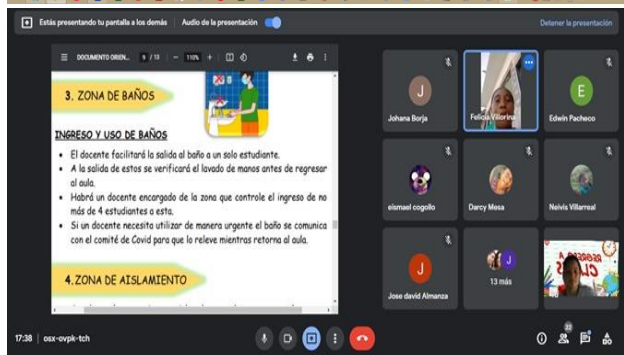 Estás presentando tu pantalla a los demás
Audio de la presentación
Detener la presentación
DOCUMENTO ORIEN...
9 / 13
110%
3. ZONA DE BAÑOS
INGRESO Y USO DE BAÑOS
• El docente facilitará la salida al baño a un solo estudiante.
• A la salida de estos se verificará el lavado de manos antes de regresar
al aula.
• Habrá un docente encargado de la zona que controle el ingreso de no
más de 4 estudiantes a esta.
• Si un docente necesita utilizar de manera urgente el baño se comunica
con el comité de Covid para que lo releve mientras retorna al aula.
4.ZONA DE AISLAMIENTO
J
Johana Borja
Felicia Viloria
E
Edwin Pacheco
eismael cogollo
Darcy Mesa
Neivis Villarreal
J
Jose david Almanza
J
13 más
REGRESO A
17:38
osx-ovpk-tch
22